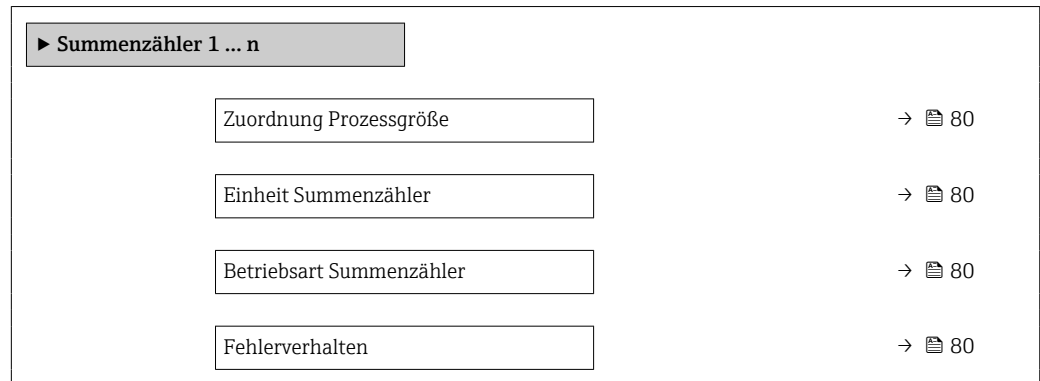 ▶ Summenzähler 1 … n
Zuordnung Prozessgröße → 80
Einheit Summenzähler → 80
Betriebsart Summenzähler → 80
Fehlerverhalten → 80